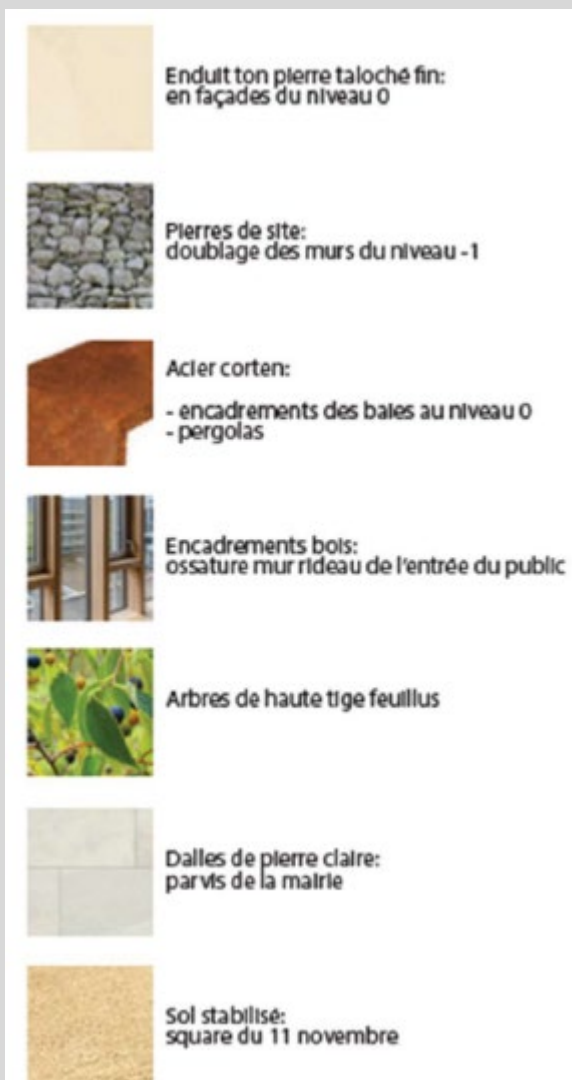 Enduit ton pierre taloché fin:
en façades du niveau 0
Pierres de site:
doublage des murs du niveau -1
Acier corten:
- encadrements des baies au niveau 0
- pergolas
Encadrements bois:
ossature mur rideau de l'entrée du public
Arbres de haute tige feuillus
Dalles de pierre claire:
parvis de la mairie
Sol stabilisé:
square du 11 novembre